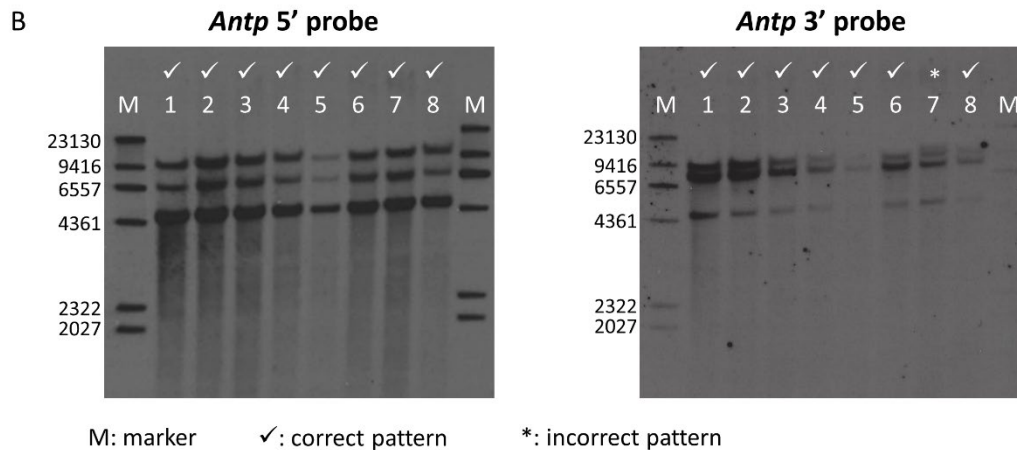 B
Antp 5’ probe
✓ ✓ ✓ ✓ ✓ ✓ ✓ ✓
M 1 2 3 4 5 6 7 8 M
23130
9416
6557
4361
2322
2027
Antp 3’ probe
✓ ✓ ✓ ✓ ✓ ✓ * ✓
M 1 2 3 4 5 6 7 8 M
23130
9416
6557
4361
2322
2027
M: marker ✓: correct pattern *: incorrect pattern